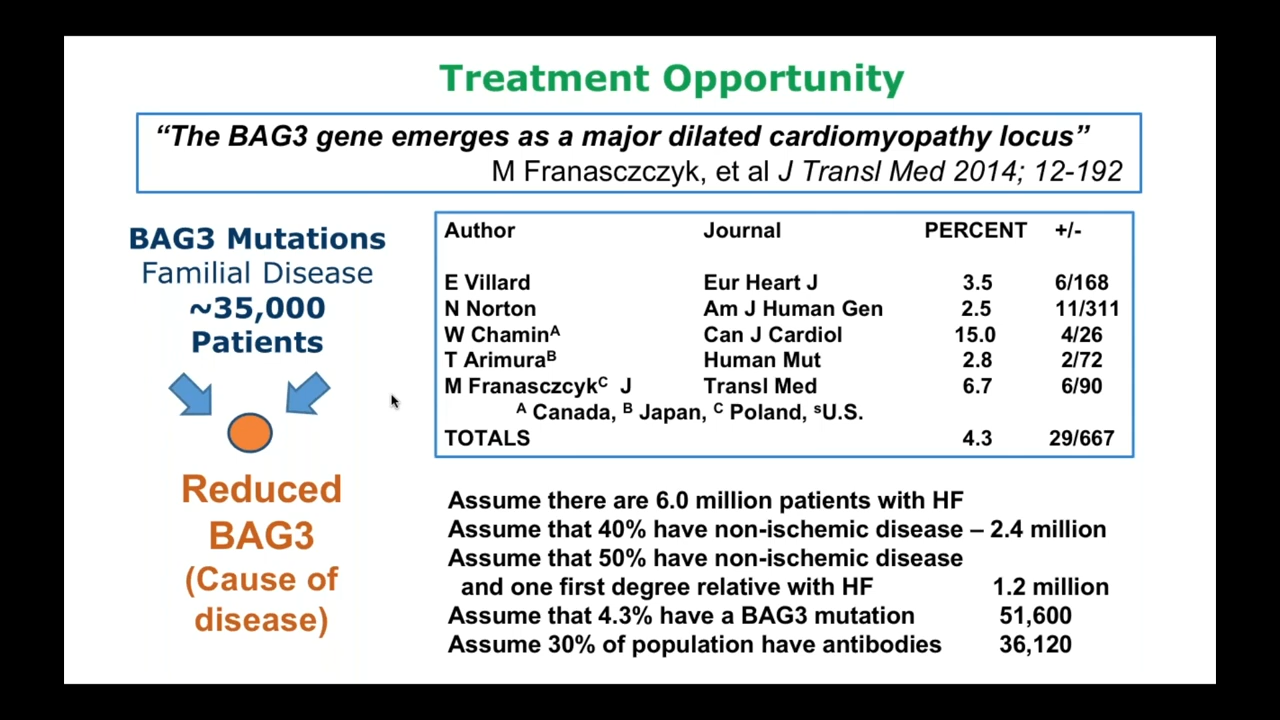 Treatment Opportunity
“The BAG3 gene emerges as a major dilated cardiomyopathy locus”
M Franasczczyk, et al J Transl Med 2014; 12-192
BAG3 Mutations
Familial Disease
~35,000
Patients
Reduced
BAG3
(Cause of
disease)
Author Journal PERCENT +/-
E Villard Eur Heart J 3.5 6/168
N Norton Am J Human Gen 2.5 11/311
W Chaminᴬ Can J Cardiol 15.0 4/26
T Arimuraᴮ Human Mut 2.8 2/72
M Franasczcykᶜ J Transl Med 6.7 6/90
ᴬ Canada, ᴮ Japan, ᶜ Poland, ˢU.S.
TOTALS 4.3 29/667
Assume there are 6.0 million patients with HF
Assume that 40% have non-ischemic disease – 2.4 million
Assume that 50% have non-ischemic disease
and one first degree relative with HF 1.2 million
Assume that 4.3% have a BAG3 mutation 51,600
Assume 30% of population have antibodies 36,120